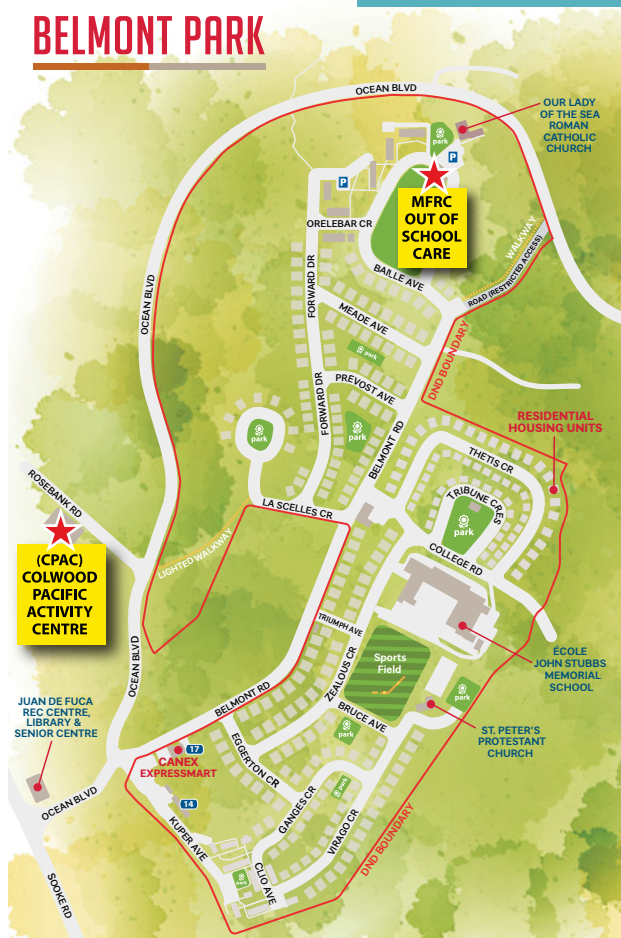 BELMONT PARK
OCEAN BLVD
OUR LADY
OF THE SEA
ROMAN
CATHOLIC
CHURCH
park
P
P
MFRC
OUT OF
SCHOOL
CARE
ORELEBAR CR
WALKWAY
ROAD (RESTRICTED ACCESS)
BAILLE AVE
FORWARD DR
OCEAN BLVD
MEADE AVE
park
DND BOUNDARY
PREVOST AVE
FORWARD DR
park
park
BELMONT RD
RESIDENTIAL
HOUSING UNITS
THETIS CR
TRIBUNE CRES
park
ROSEBANK RD
LA SCELLES CR
LIGHTED WALKWAY
COLLEGE RD
(CPAC)
COLWOOD
PACIFIC
ACTIVITY
CENTRE
TRIUMPH AVE
OCEAN BLVD
ZEALOUS CR
Sports
Field
ÉCOLE
JOHN STUBBS
MEMORIAL
SCHOOL
BELMONT RD
park
JUAN DE FUCA
REC CENTRE,
LIBRARY &
SENIOR CENTRE
BRUCE AVE
park
ST. PETER'S
PROTESTANT
CHURCH
17
CANEX
EXPRESSMART
EGGERTON CR
park
OCEAN BLVD
14
GANGES CR
VIRAGO CR
KUPER AVE
DND BOUNDARY
CLIO AVE
park
SOOKE RD